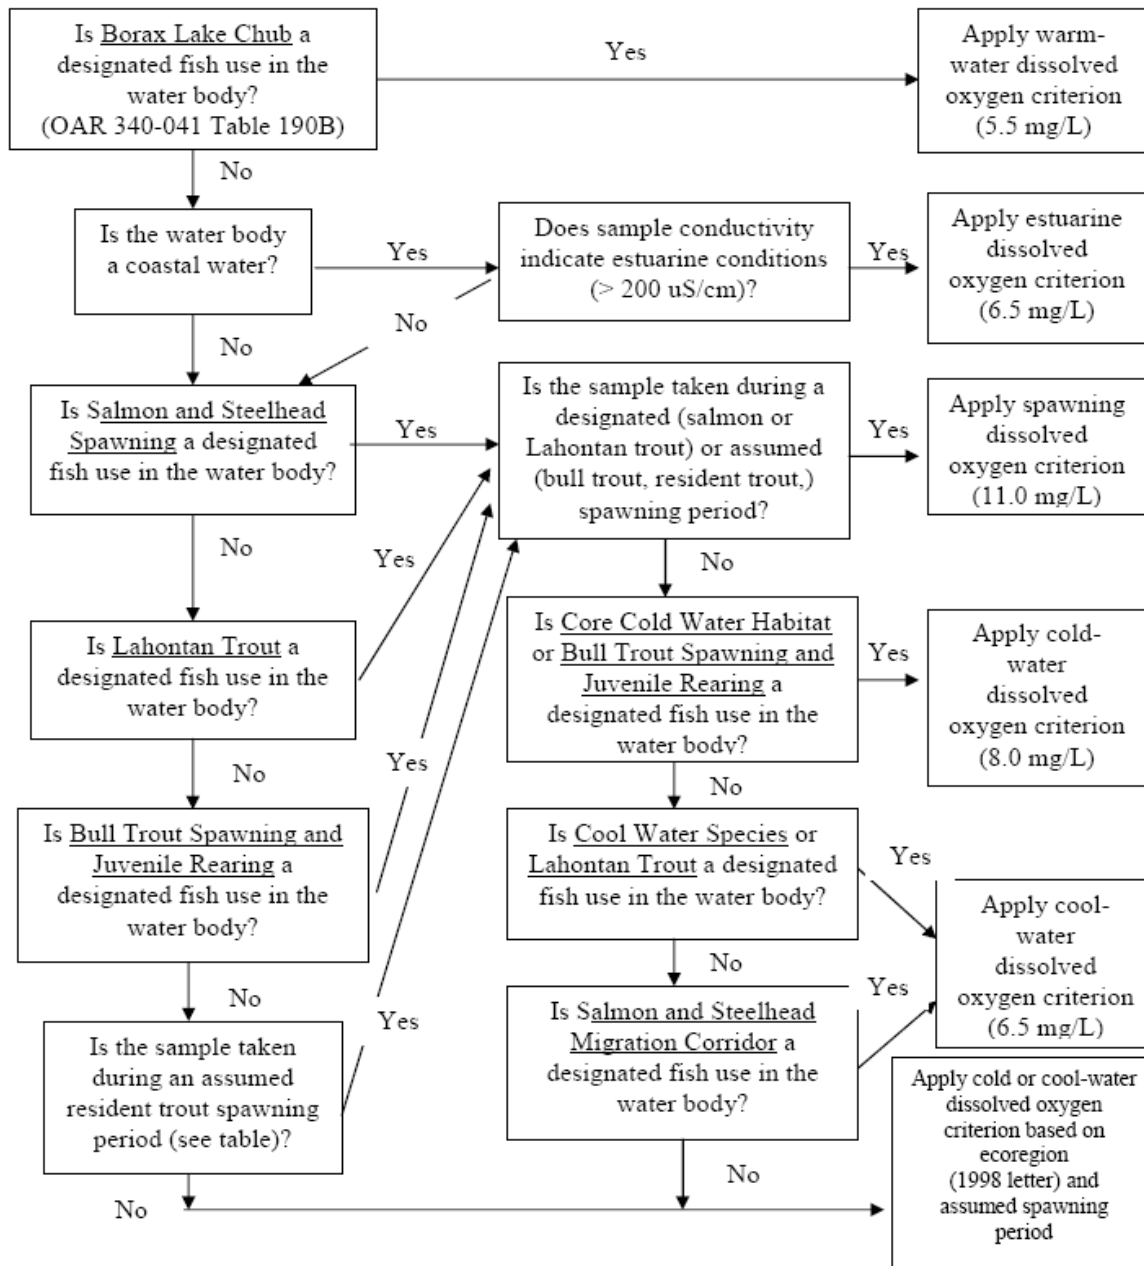 Is Borax Lake Chub a
designated fish use in the
water body?
(OAR 340-041 Table 190B)
Yes
Apply warm-
water dissolved
oxygen criterion
(5.5 mg/L)
No
Is the water body
a coastal water?
Yes
Does sample conductivity
indicate estuarine conditions
(> 200 uS/cm)?
Yes
Apply estuarine
dissolved
oxygen criterion
(6.5 mg/L)
No
No
Is Salmon and Steelhead
Spawning a designated
fish use in the water body?
Yes
Is the sample taken during a
designated (salmon or
Lahontan trout) or assumed
(bull trout, resident trout,)
spawning period?
Yes
Apply spawning
dissolved
oxygen criterion
(11.0 mg/L)
No
Yes
No
Is Lahontan Trout a
designated fish use in the
water body?
Is Core Cold Water Habitat
or Bull Trout Spawning and
Juvenile Rearing a
designated fish use in the
water body?
Yes
Apply cold-
water
dissolved
oxygen criterion
(8.0 mg/L)
No
Yes
No
Is Bull Trout Spawning and
Juvenile Rearing a
designated fish use in the
water body?
Is Cool Water Species or
Lahontan Trout a designated
fish use in the water body?
Yes
Apply cool-
water
dissolved
oxygen criterion
(6.5 mg/L)
No
Yes
No
Yes
Is the sample taken
during an assumed
resident trout spawning
period (see table)?
Is Salmon and Steelhead
Migration Corridor a
designated fish use in the
water body?
Apply cold or cool-water
dissolved oxygen
criterion based on
ecoregion
(1998 letter) and
assumed spawning
period
No
No